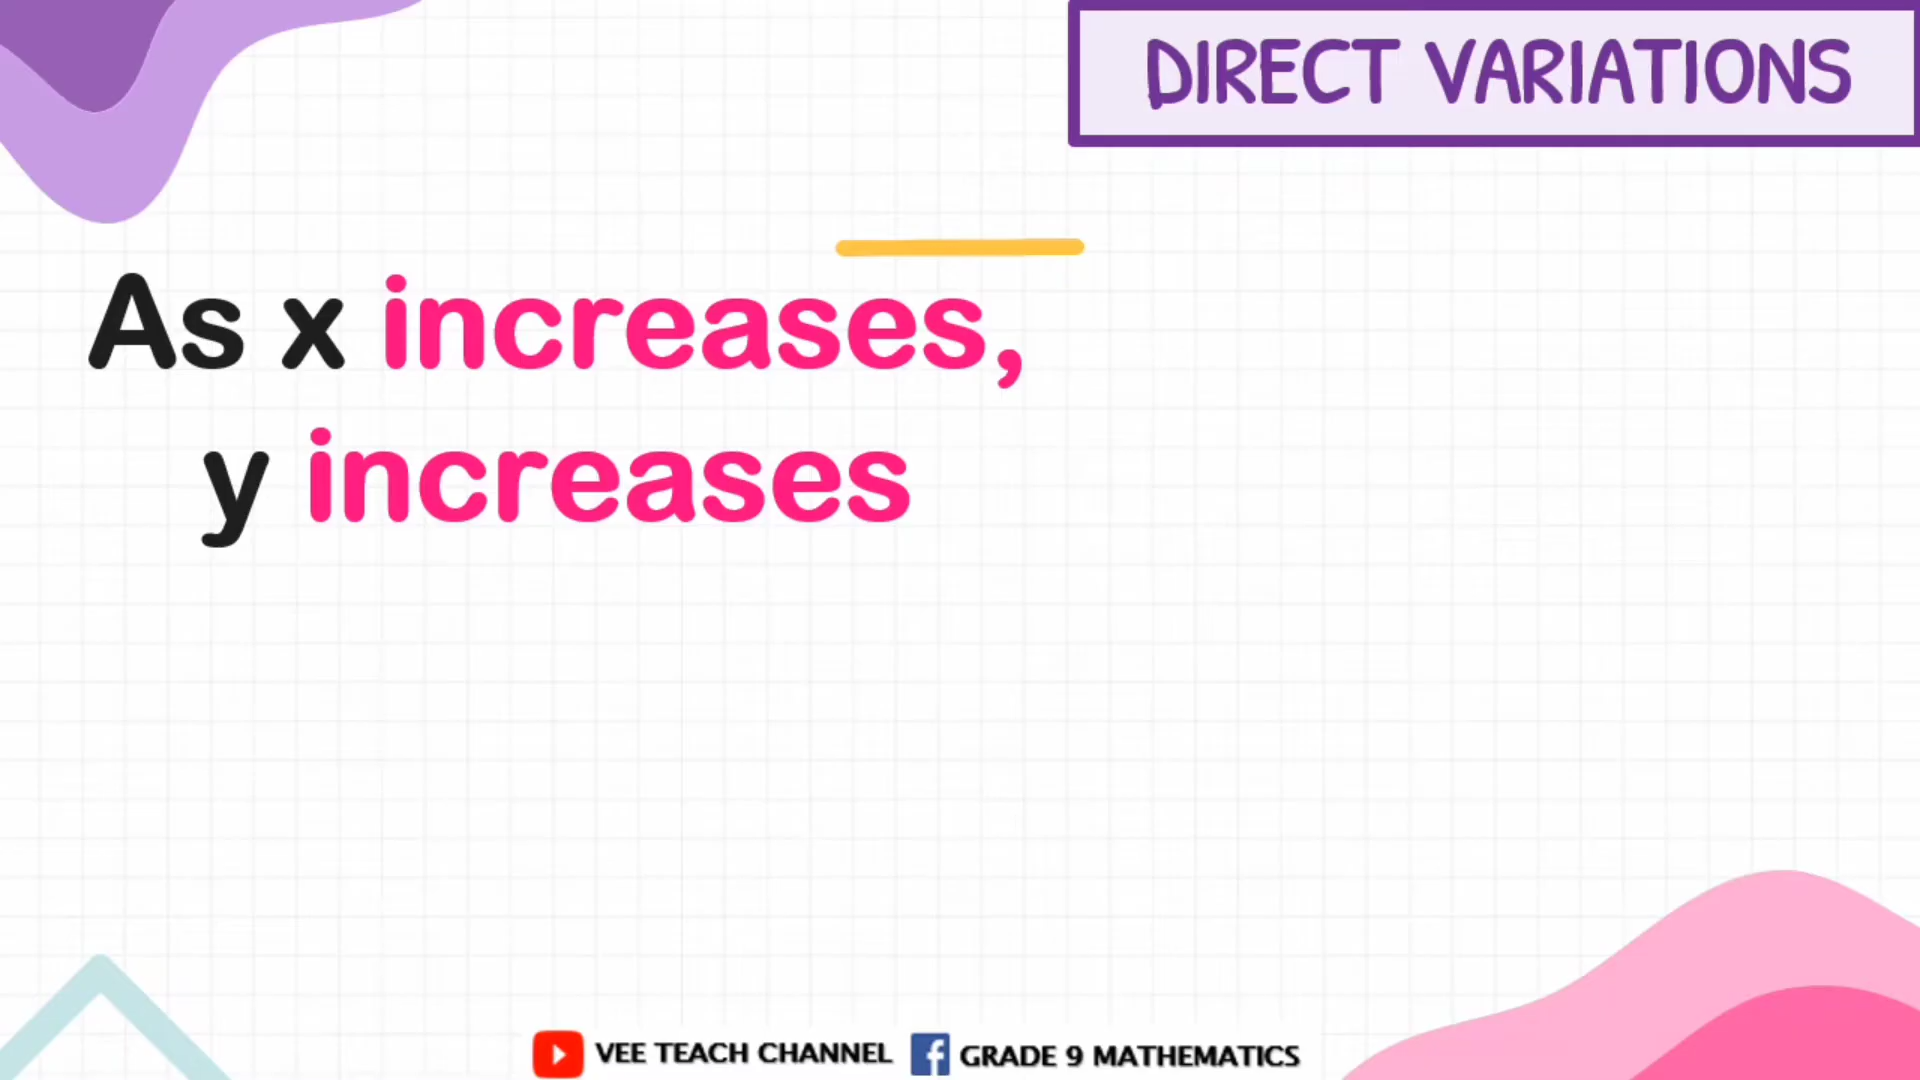 DIRECT VARIATIONS
As x increases,
y increases
VEE TEACH CHANNEL GRADE 9 MATHEMATICS